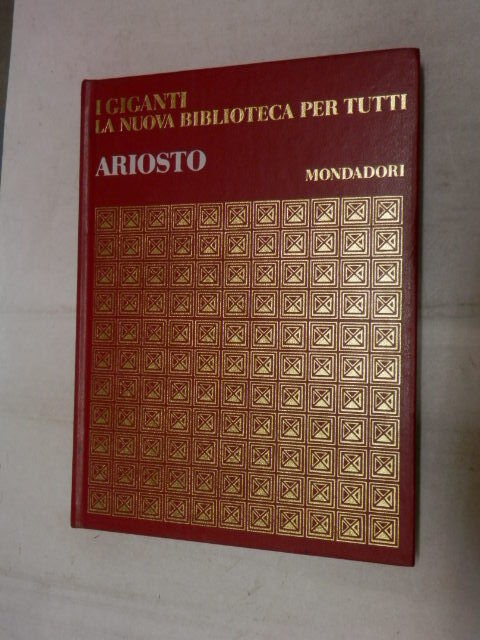 I GIGANTI
LA NUOVA BIBLIOTECA PER TUTTI
ARIOSTO
MONDADORI